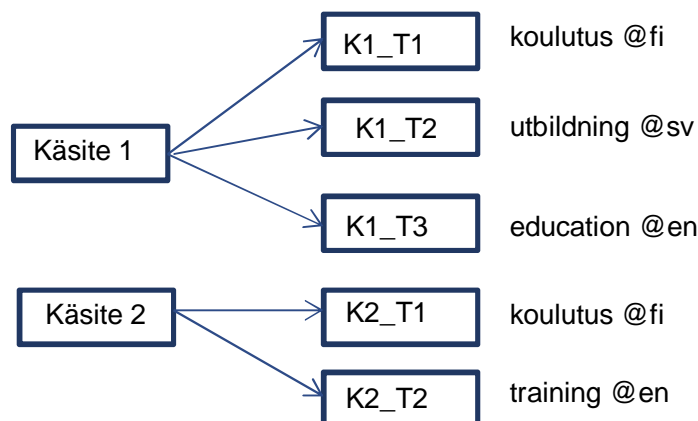 K1_T1 koulutus @fi
K1_T2 utbildning @sv
Käsite 1
K1_T3 education @en
Käsite 2 K2_T1 koulutus @fi
K2_T2 training @en